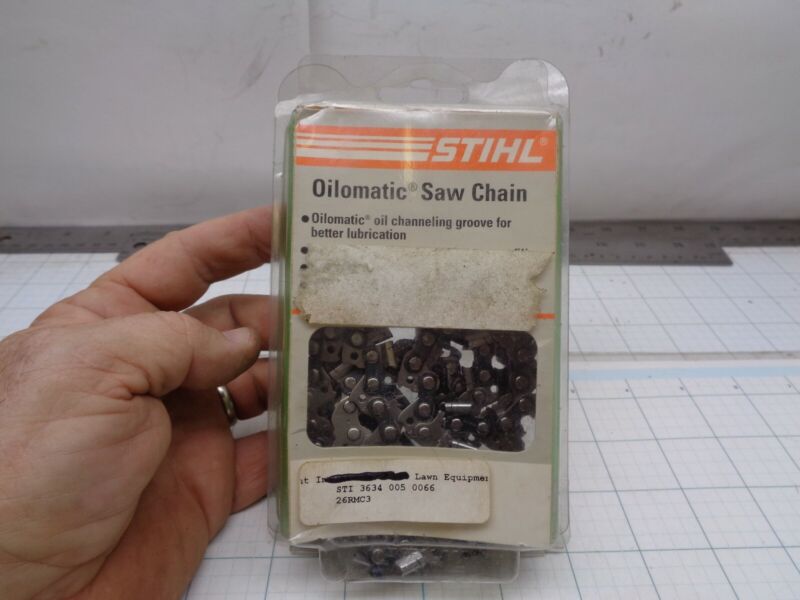 STIHL®
Oilomatic® Saw Chain
• Oilomatic® oil channeling groove for
better lubrication
•
Lawn Equipmen
STI 3634 005 0066
26RMC3